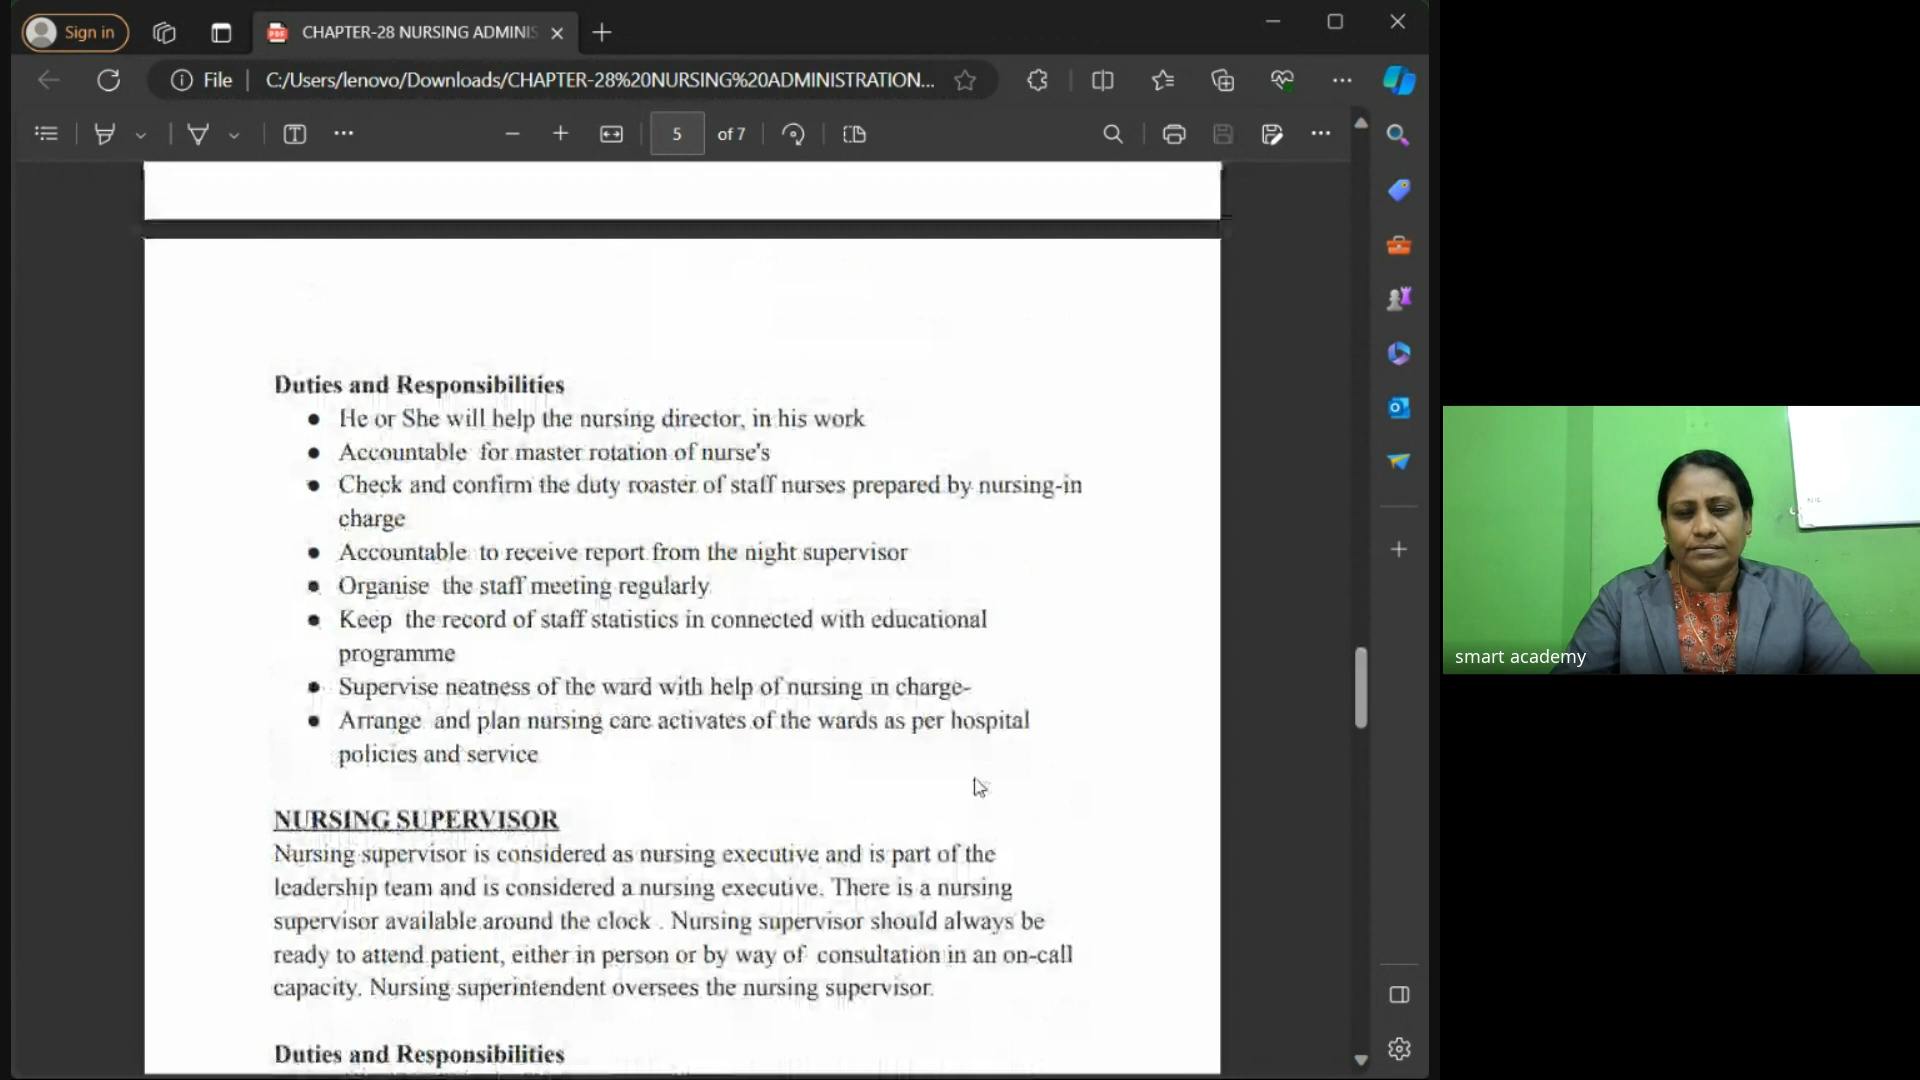 Sign in
CHAPTER-28 NURSING ADMINIS
File
C:/Users/lenovo/Downloads/CHAPTER-28%20NURSING%20ADMINISTRATION...
5 of 7
Duties and Responsibilities
● He or She will help the nursing director, in his work
● Accountable for master rotation of nurse's
● Check and confirm the duty roaster of staff nurses prepared by nursing-in
charge
● Accountable to receive report from the night supervisor
● Organise the staff meeting regularly
● Keep the record of staff statistics in connected with educational
programme
● Supervise neatness of the ward with help of nursing in charge-
● Arrange and plan nursing care activates of the wards as per hospital
policies and service
NURSING SUPERVISOR
Nursing supervisor is considered as nursing executive and is part of the
leadership team and is considered a nursing executive. There is a nursing
supervisor available around the clock . Nursing supervisor should always be
ready to attend patient, either in person or by way of consultation in an on-call
capacity. Nursing superintendent oversees the nursing supervisor.
Duties and Responsibilities
smart academy